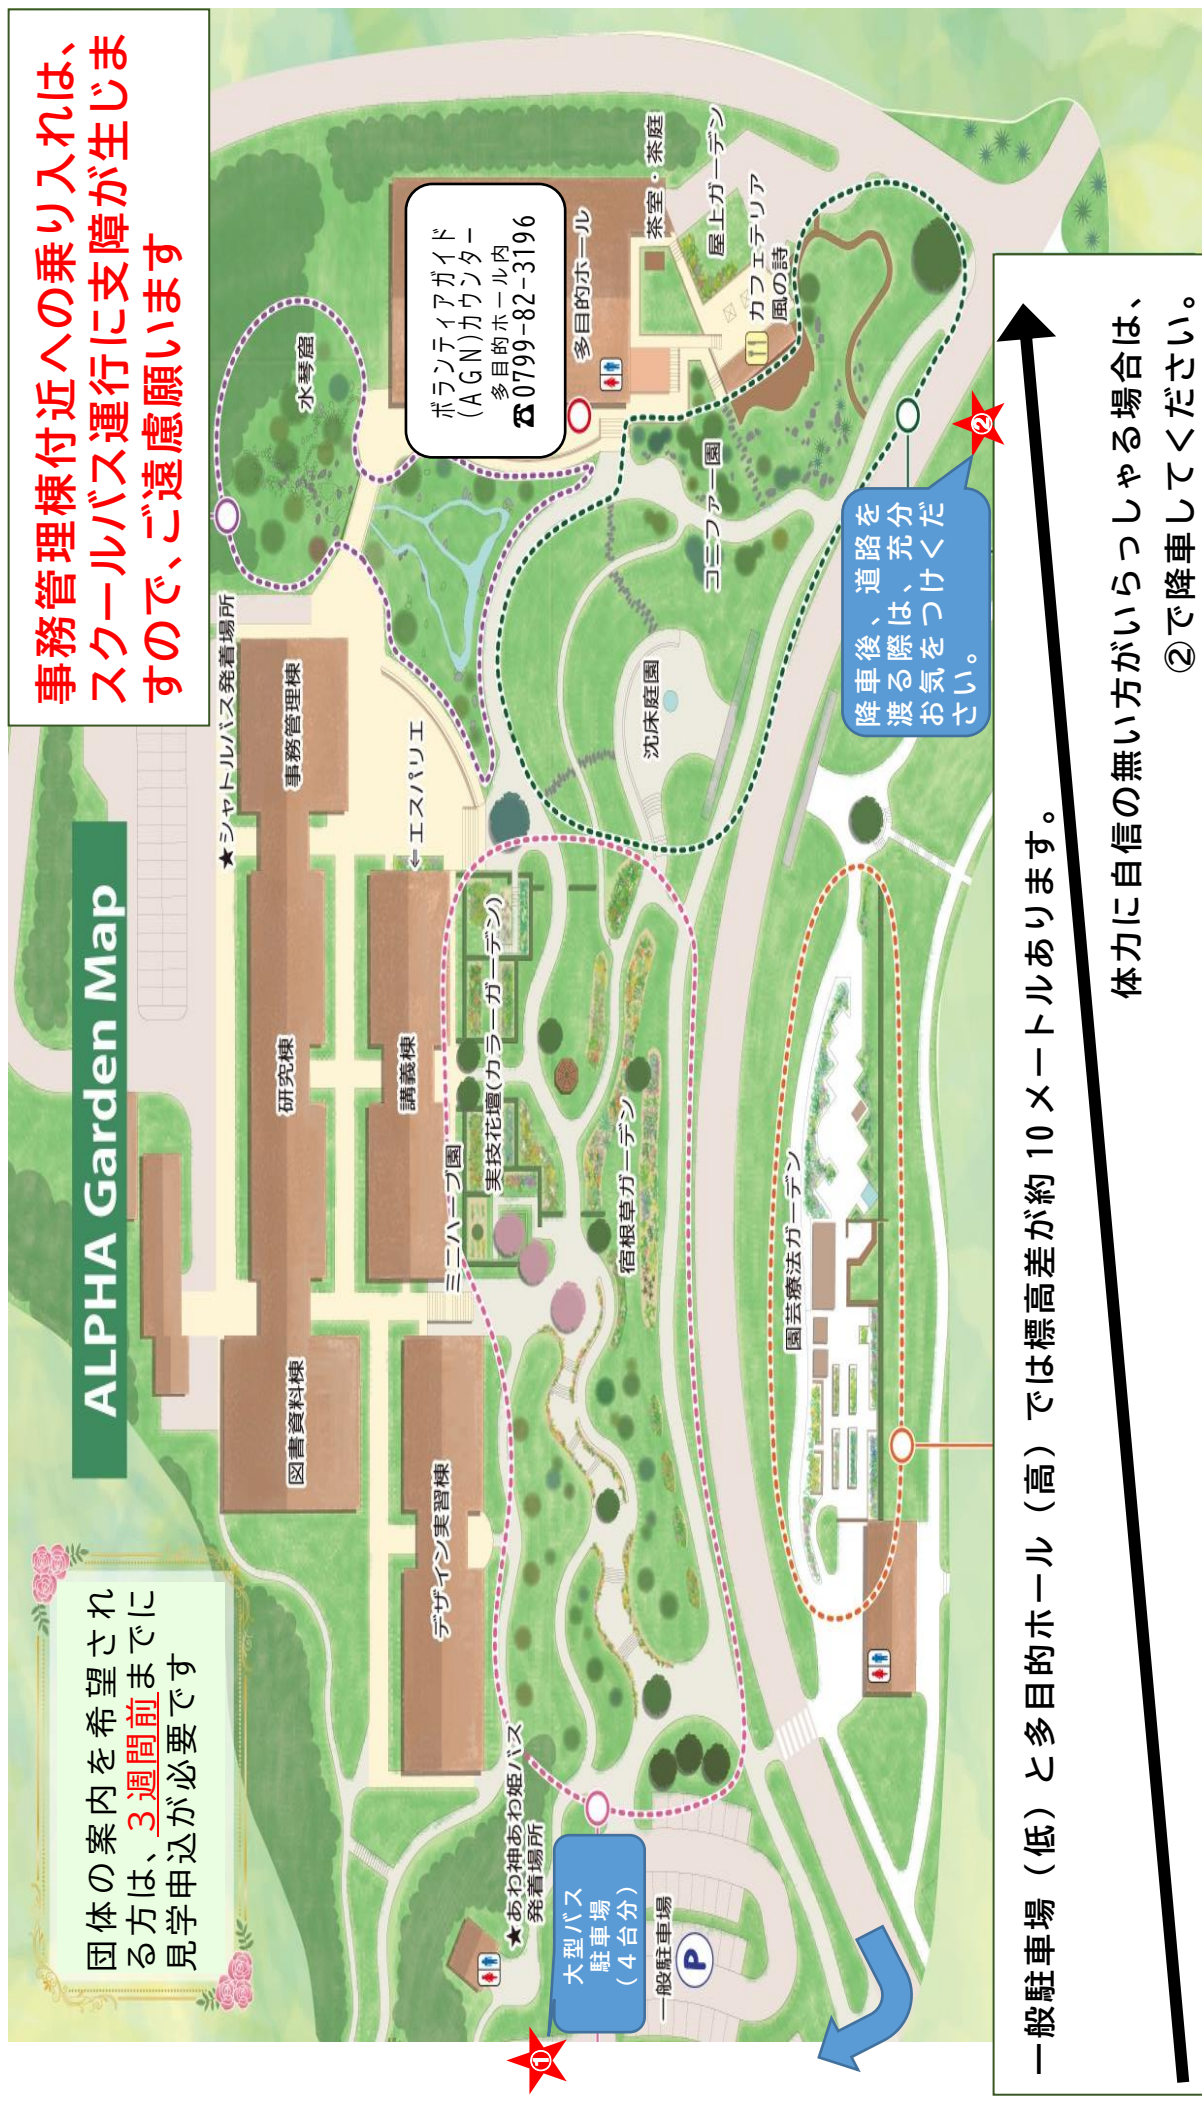 団体の案内を希望され
る方は、３週間前までに
見学申込が必要です
ALPHA Garden Map
事務管理棟付近への乗り入れは、
スクールバス運行に支障が生じま
すので、ご遠慮願います
★シャトルバス発着場所
図書資料棟
研究棟
事務管理棟
水琴窟
デザイン実習棟
講義棟
←エスパリエ
ボランティアガイド
(AGN)カウンター
多目的ホール内
☎0799-82-3196
ミニハーブ園
実技花壇(カラーガーデン)
多目的ホール
★あわ神あわ姫バス
発着場所
①
大型バス
駐車場
(４台分)
宿根草ガーデン
沈床庭園
コニファー園
茶室・茶庭
屋上ガーデン
カフェテリア
風の詩
一般駐車場
P
園芸療法ガーデン
降車後、道路を
渡る際は、充分
お気をつけくだ
さい。
②
一般駐車場（低）と多目的ホール（高）では標高差が約10メートルあります。
体力に自信の無い方がいらっしゃる場合は、
②で降車してください。